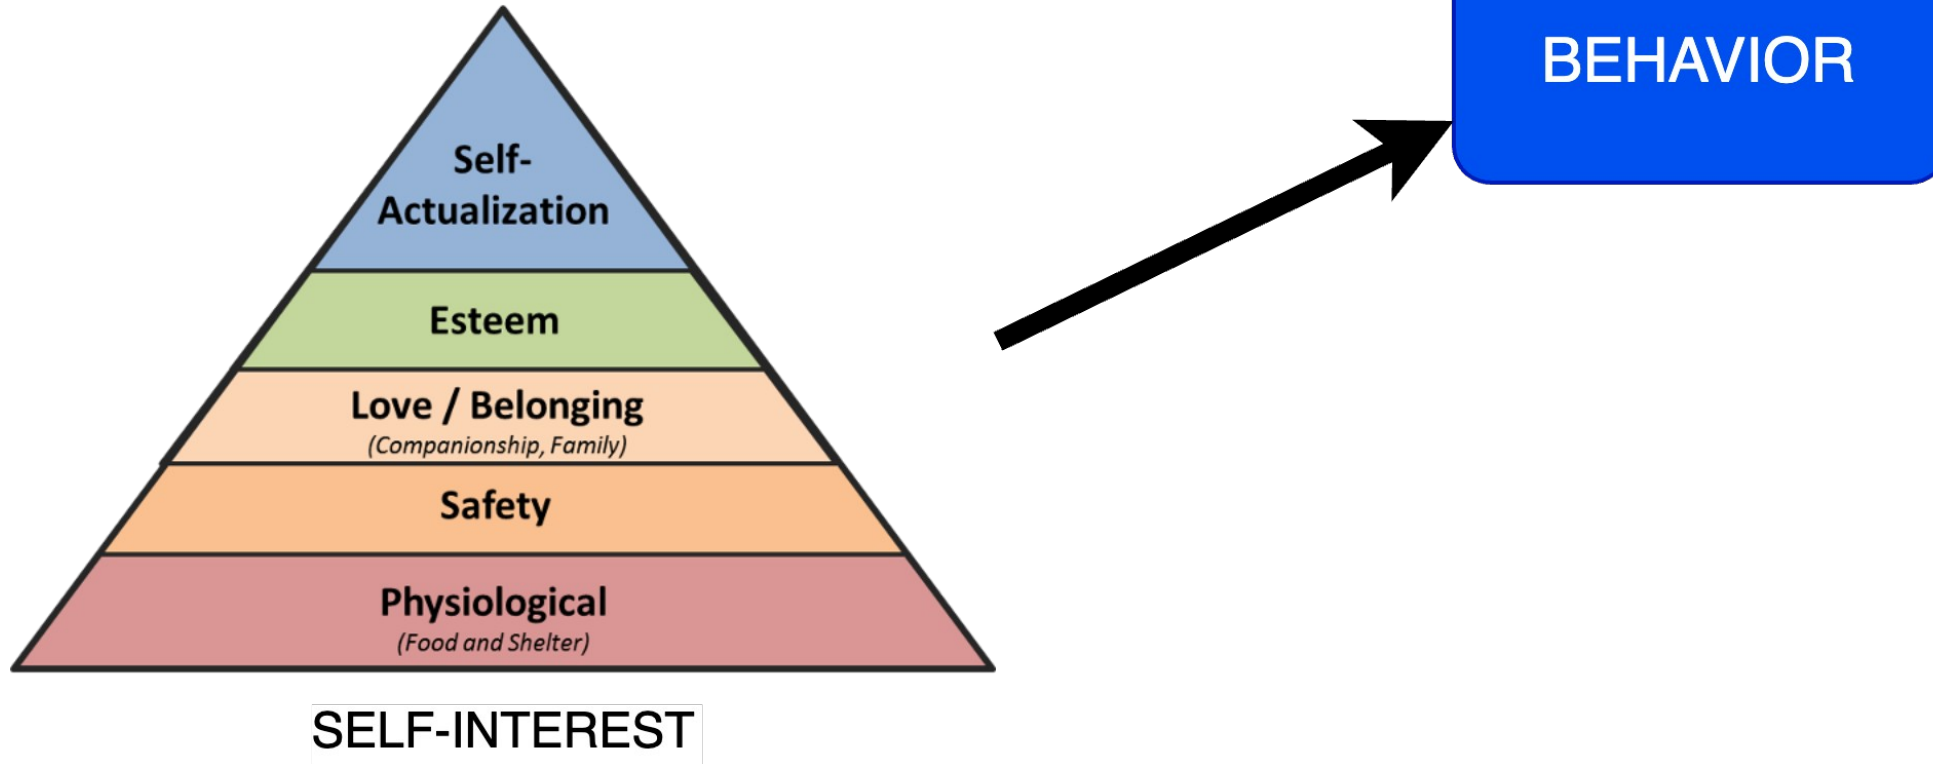 BEHAVIOR
Self-
Actualization
Esteem
Love / Belonging
(Companionship, Family)
Safety
Physiological
(Food and Shelter)
SELF-INTEREST